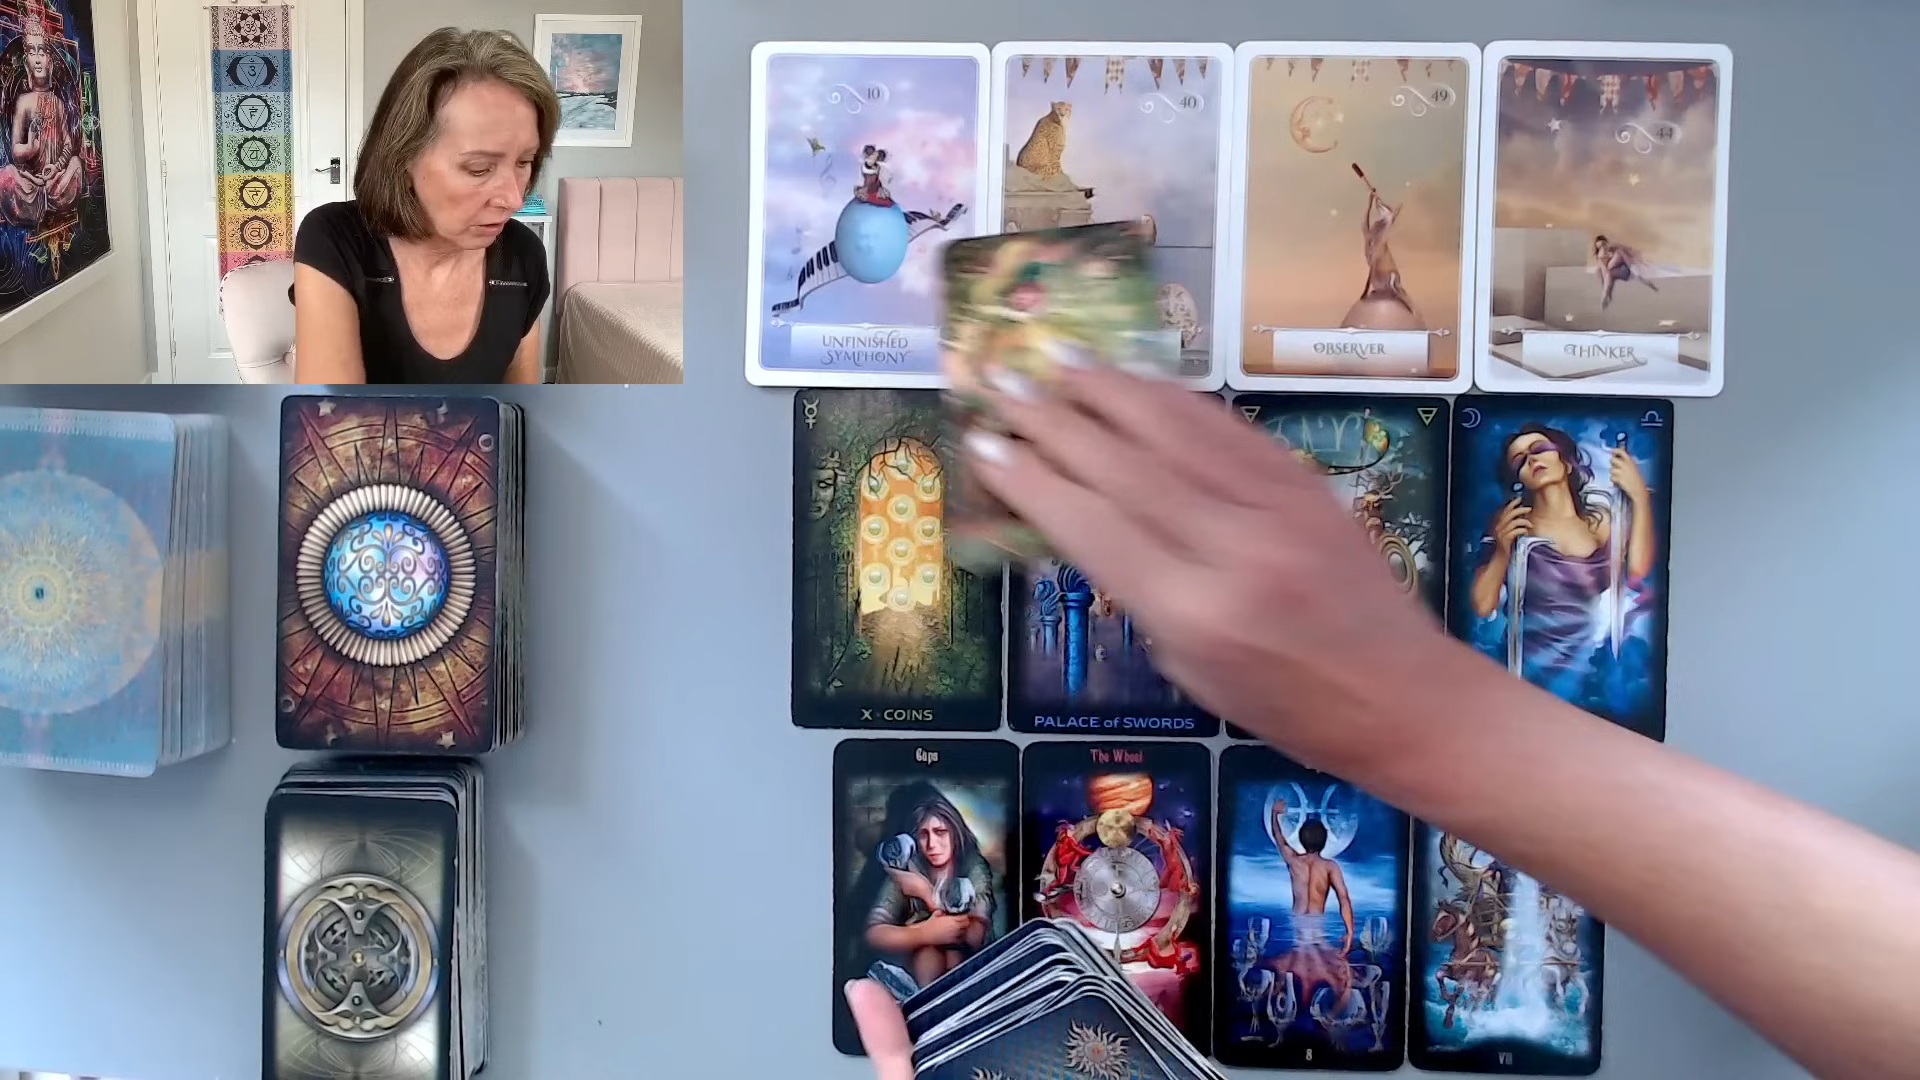 10
40
49
44
UNFINISHED
SYMPHONY
OBSERVER
THINKER
X · COINS
PALACE of SWORDS
Cups
The Wheel
8
VII